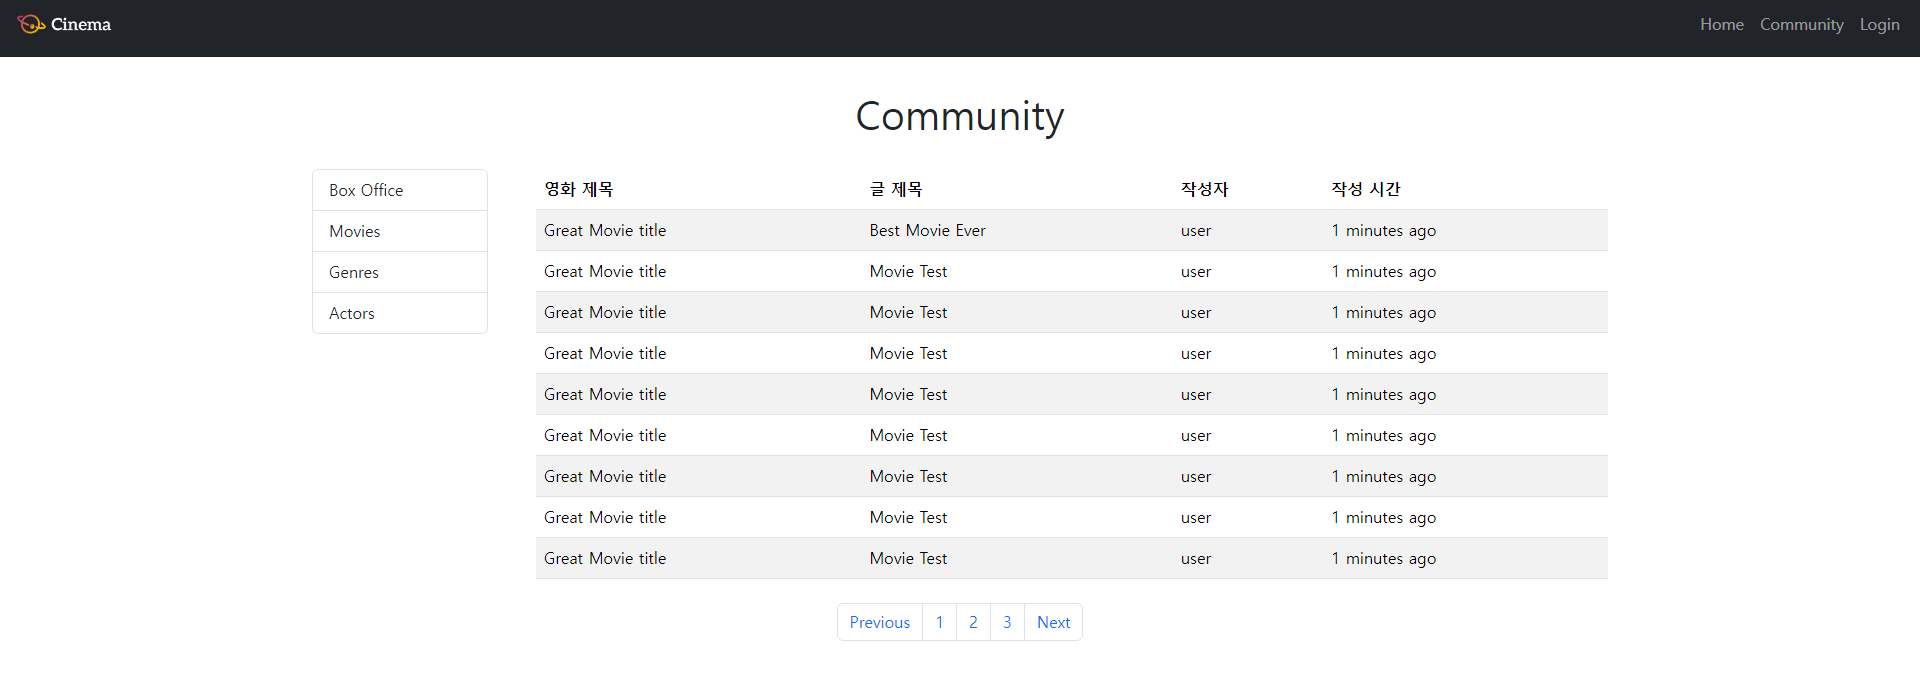 Cinema
Home Community Login
Community
Box Office
Movies
Genres
Actors
영화 제목 글 제목 작성자 작성 시간
Great Movie title Best Movie Ever user 1 minutes ago
Great Movie title Movie Test user 1 minutes ago
Great Movie title Movie Test user 1 minutes ago
Great Movie title Movie Test user 1 minutes ago
Great Movie title Movie Test user 1 minutes ago
Great Movie title Movie Test user 1 minutes ago
Great Movie title Movie Test user 1 minutes ago
Great Movie title Movie Test user 1 minutes ago
Great Movie title Movie Test user 1 minutes ago
Previous 1 2 3 Next